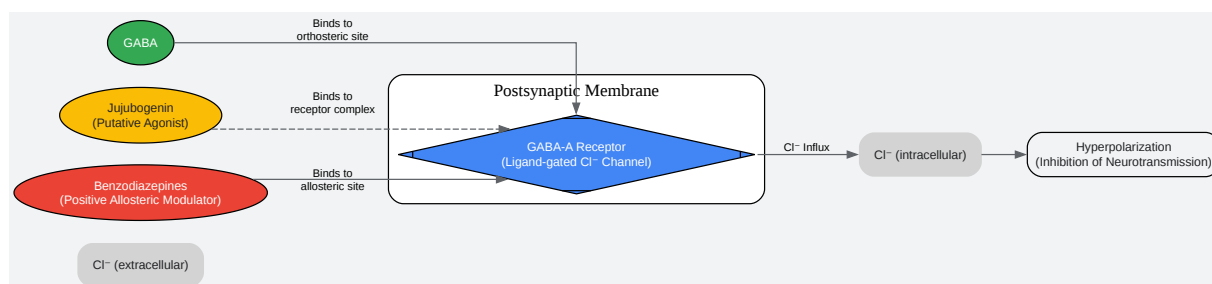 GABA
Binds to
orthosteric site
Jujubogenin
(Putative Agonist)
Binds to
receptor complex
Benzodiazepines
(Positive Allosteric Modulator)
Binds to
allosteric site
Cl⁻ (extracellular)
Postsynaptic Membrane
GABA-A Receptor
(Ligand-gated Cl⁻ Channel)
Cl⁻ Influx
Cl⁻ (intracellular)
Hyperpolarization
(Inhibition of Neurotransmission)